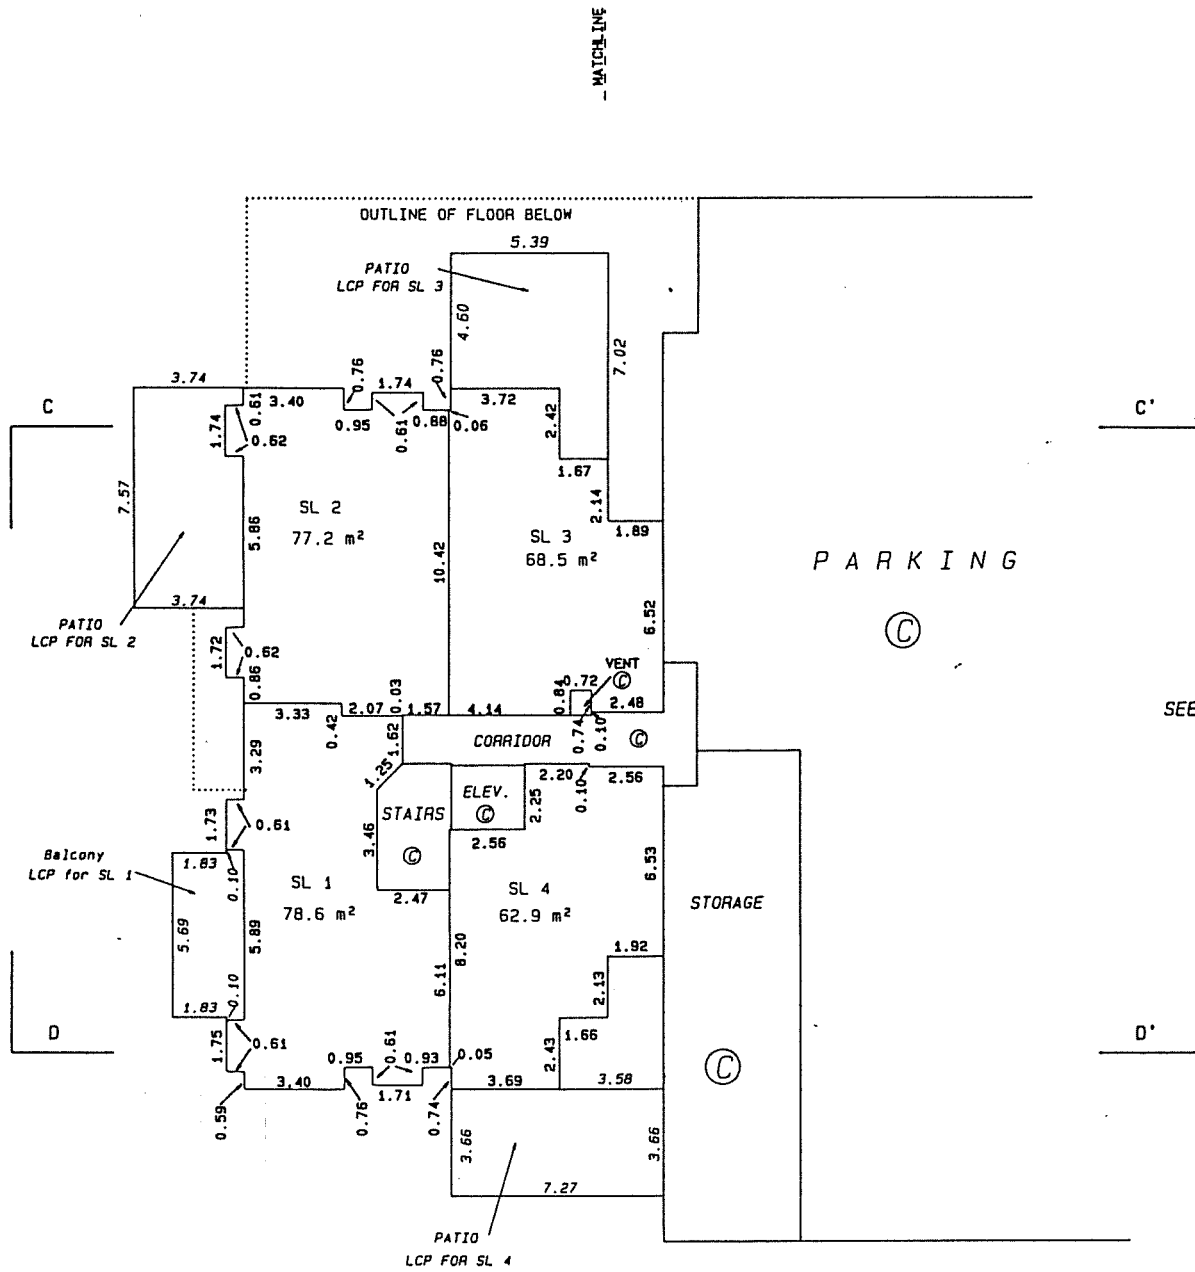 MATCHLINE
OUTLINE OF FLOOR BELOW
5.39
PATIO
LCP FOR SL 3
4.60
7.02
0.76
0.76
1.74
3.74
3.40
0.61
3.72
C
C'
1.74
0.62
0.95
0.61
0.88
0.06
2.42
1.67
7.57
SL 2
77.2 m²
5.86
10.42
2.14
SL 3
68.5 m²
1.89
PARKING
C
3.74
PATIO
LCP FOR SL 2
1.72
0.62
0.86
6.52
VENT
C
0.72
0.84
0.03
3.33
2.07
1.57
4.14
2.48
0.42
0.74
0.10
SEE
1.62
CORRIDOR
C
3.29
1.25
2.20
2.56
0.10
ELEV.
C
2.25
STAIRS
C
3.46
2.56
1.73
0.61
Balcony
LCP for SL 1
1.83
0.10
6.53
SL 1
78.6 m²
2.47
SL 4
62.9 m²
STORAGE
5.69
5.89
8.20
6.11
1.92
2.13
0.10
1.83
D
D'
1.75
0.61
0.95
0.61
0.93
0.05
1.66
2.43
C
3.40
1.71
3.69
3.58
0.59
0.76
0.74
3.66
3.66
7.27
PATIO
LCP FOR SL 4